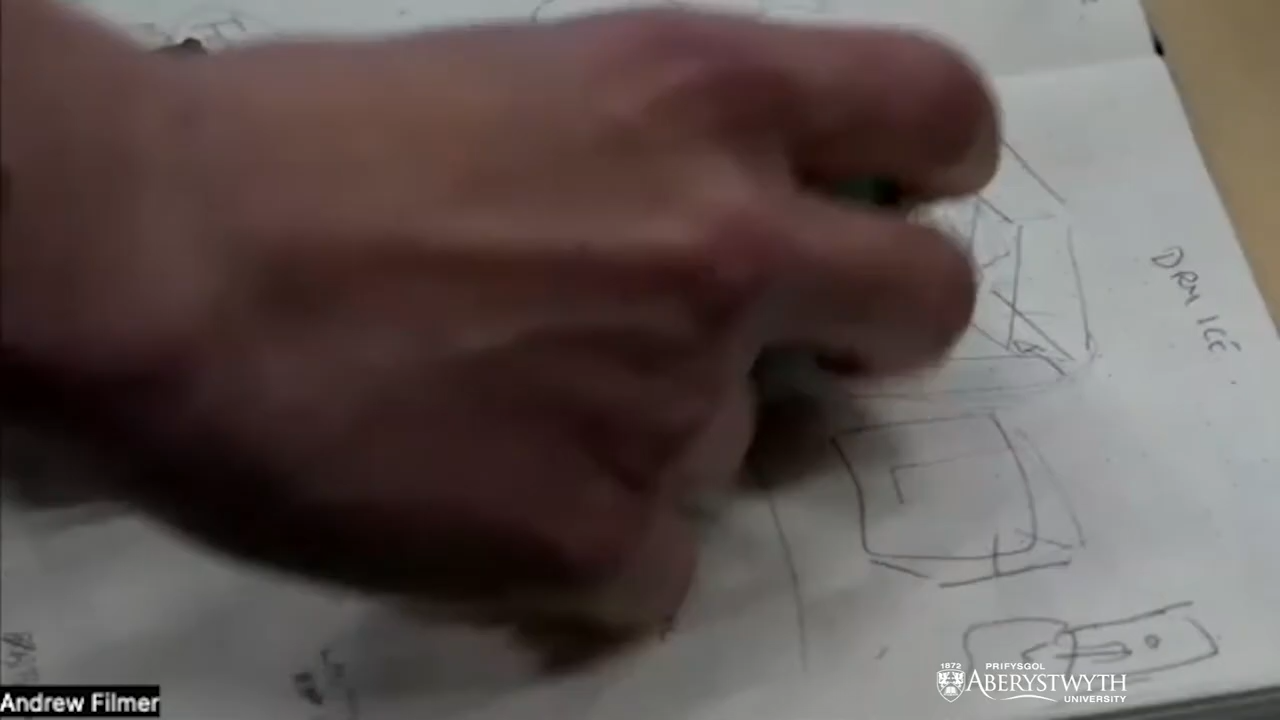 DRY ICE
1872
PRIFYSGOL
ABERYSTWYTH
UNIVERSITY
Andrew Filmer